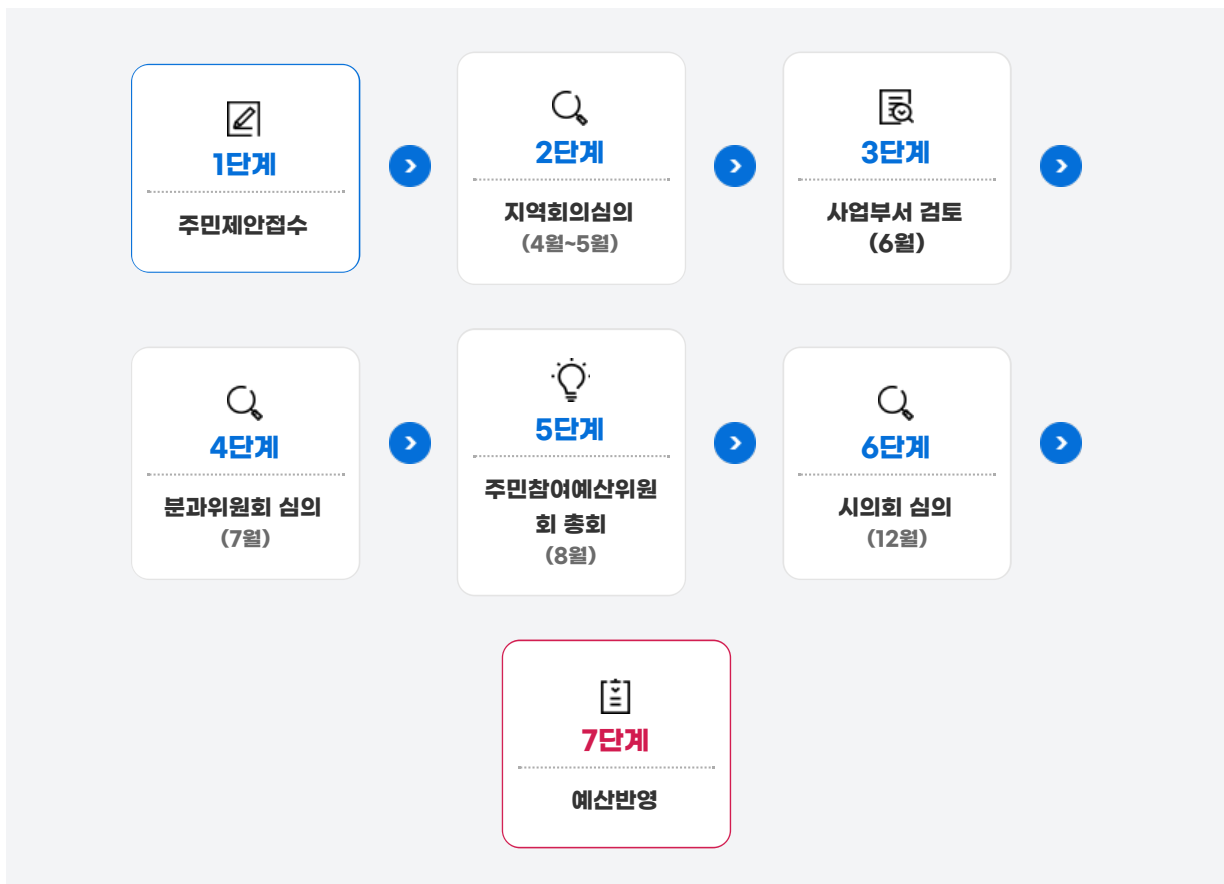 1단계
주민제안접수
2단계
지역회의심의
(4월~5월)
3단계
사업부서 검토
(6월)
4단계
분과위원회 심의
(7월)
5단계
주민참여예산위원
회 총회
(8월)
6단계
시의회 심의
(12월)
7단계
예산반영